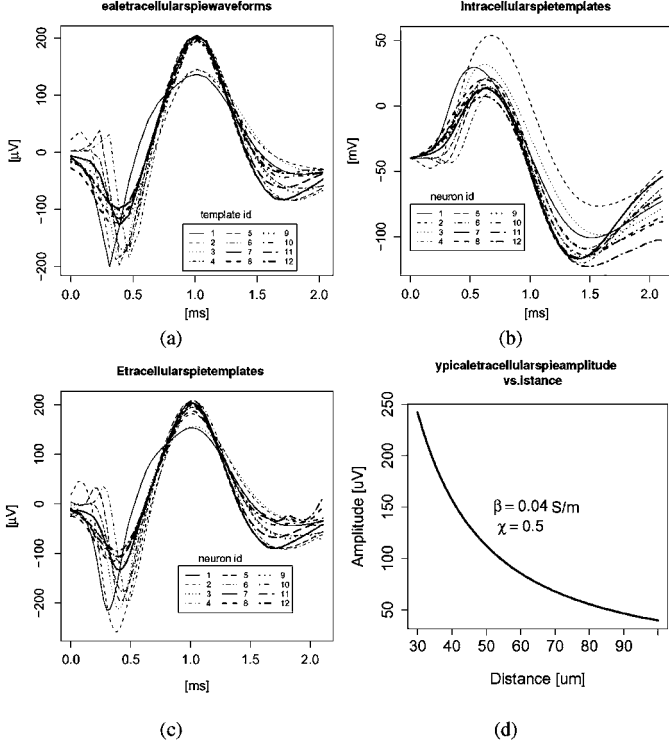 ealetracellularspiewaveforms
200
100
0
−100
−200
[µV]
template id
1 5 9
2 6 10
3 7 11
4 8 12
0.0 0.5 1.0 1.5 2.0
[ms]
(a)
Intracellularspietemplates
50
0
−50
−100
[mV]
neuron id
1 5 9
2 6 10
3 7 11
4 8 12
0.0 0.5 1.0 1.5 2.0
[ms]
(b)
Etracellularspietemplates
200
100
0
−100
−200
[µV]
neuron id
1 5 9
2 6 10
3 7 11
4 8 12
0.0 0.5 1.0 1.5 2.0
[ms]
(c)
ypicaletracellularspieamplitude
vs.istance
250
200
150
100
50
Amplitude [uV]
β = 0.04 S/m
χ = 0.5
30 40 50 60 70 80 90
Distance [um]
(d)